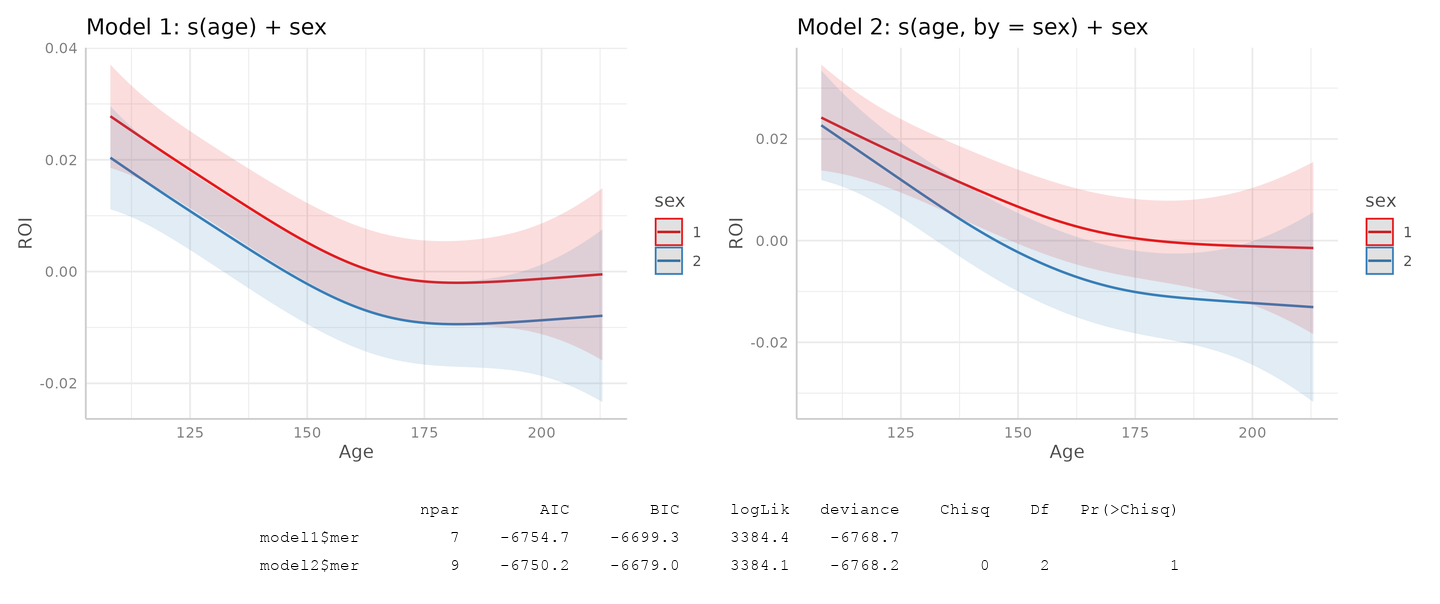 Model 1: s(age) + sex
0.04
0.02
0.00
-0.02
ROI
125 150 175 200
Age
sex
1
2
Model 2: s(age, by = sex) + sex
0.02
0.00
-0.02
ROI
125 150 175 200
Age
sex
1
2
npar AIC BIC logLik deviance Chisq Df Pr(>Chisq)
model1$mer 7 -6754.7 -6699.3 3384.4 -6768.7
model2$mer 9 -6750.2 -6679.0 3384.1 -6768.2 0 2 1